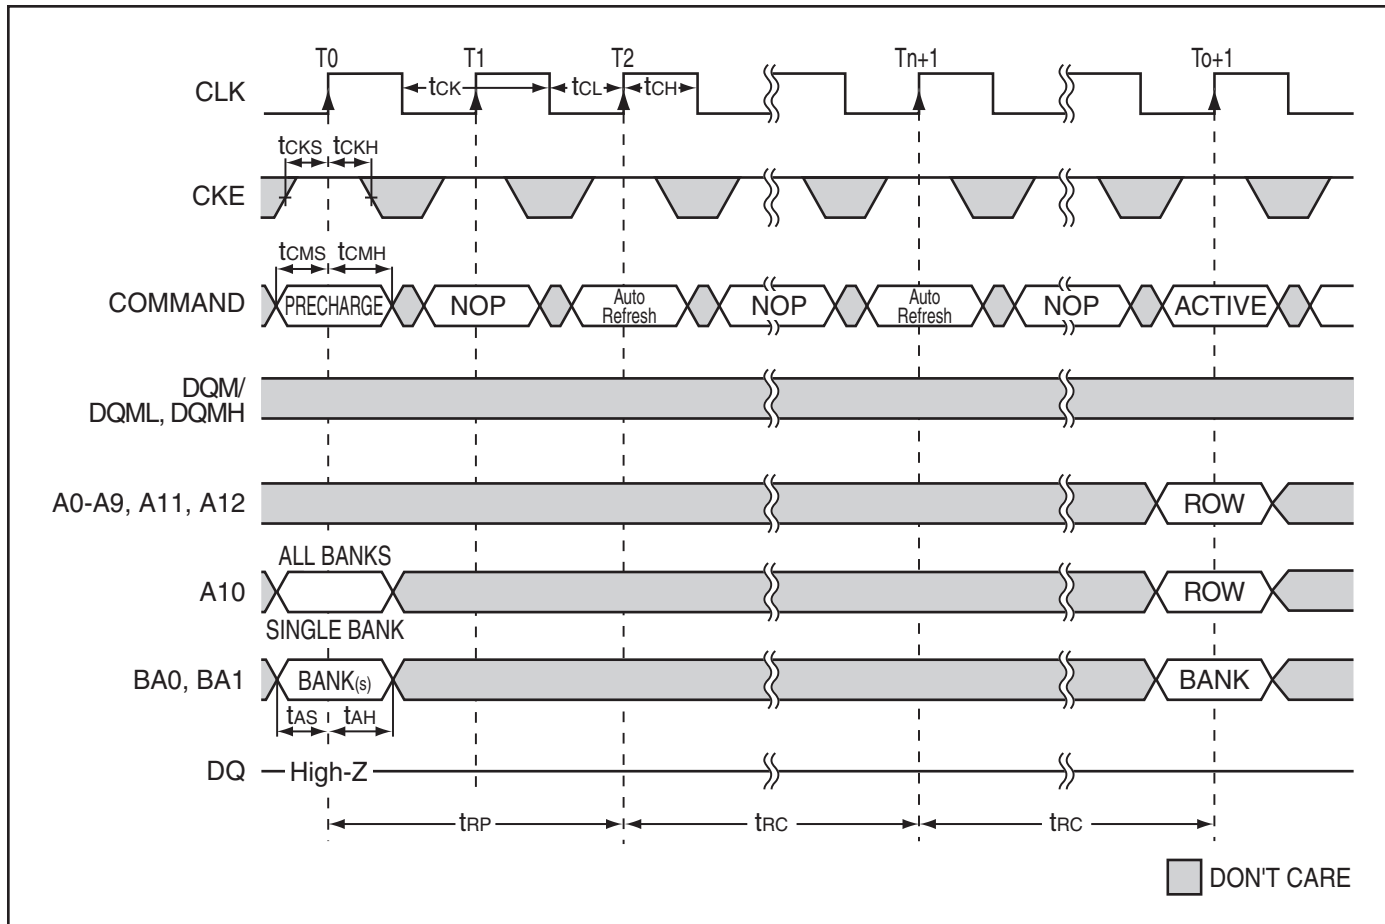 T0 T1 T2 Tn+1 To+1
CLK
tCK tCL tCH
tCKS tCKH
CKE
tCMS tCMH
COMMAND PRECHARGE NOP Auto Refresh NOP Auto Refresh NOP ACTIVE
DQM/
DQML, DQMH
A0-A9, A11, A12 ROW
ALL BANKS
A10 ROW
SINGLE BANK
BA0, BA1 BANK(s) BANK
tAS tAH
DQ High-Z
tRP tRC tRC
DON'T CARE